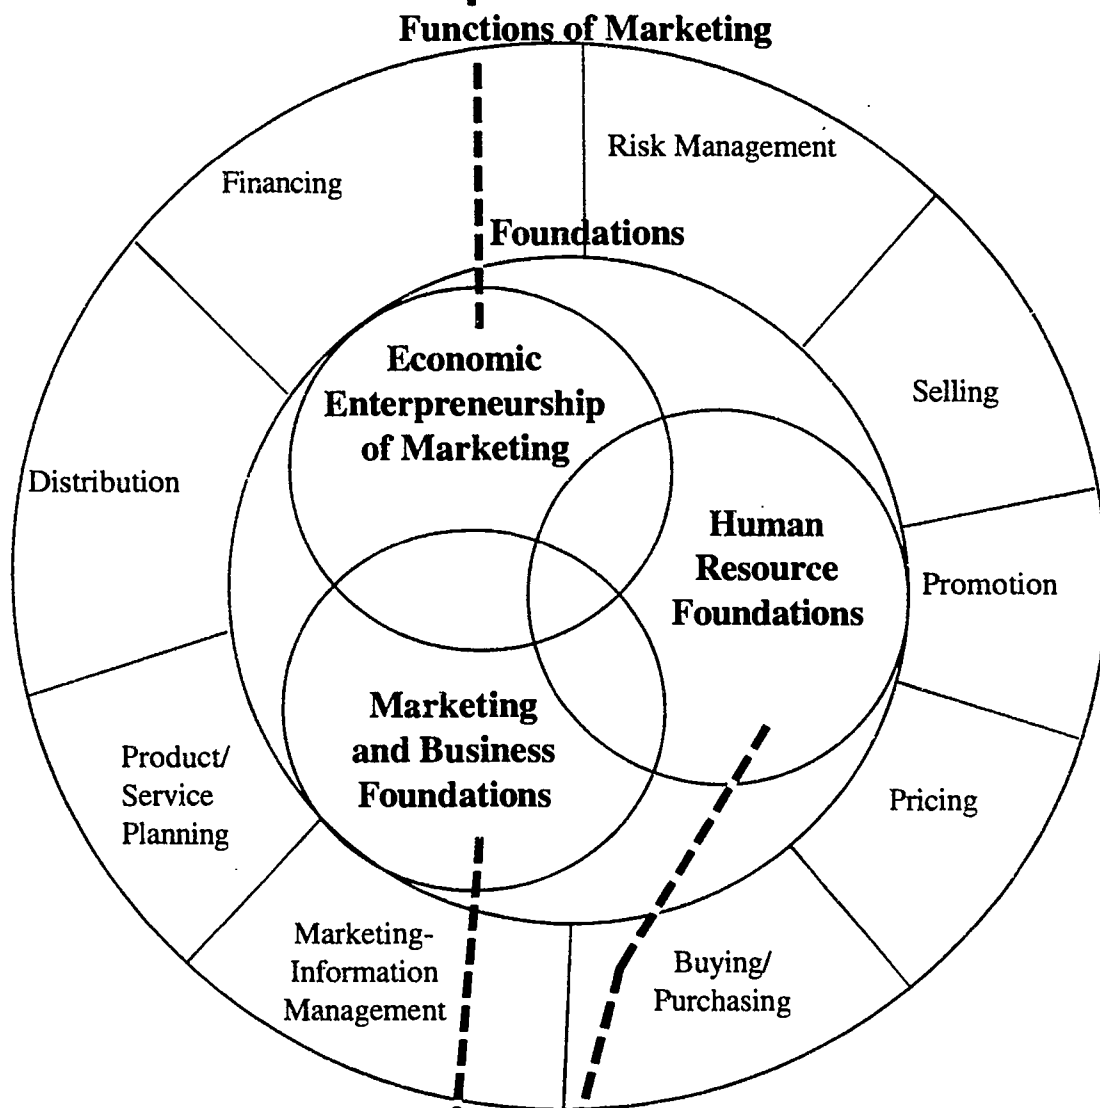 Functions of Marketing
Risk Management
Financing
Foundations
Economic
Enterpreneurship
of Marketing
Selling
Distribution
Human
Resource
Foundations
Promotion
Marketing
and Business
Foundations
Product/
Service
Planning
Pricing
Marketing-
Information
Management
Buying/
Purchasing